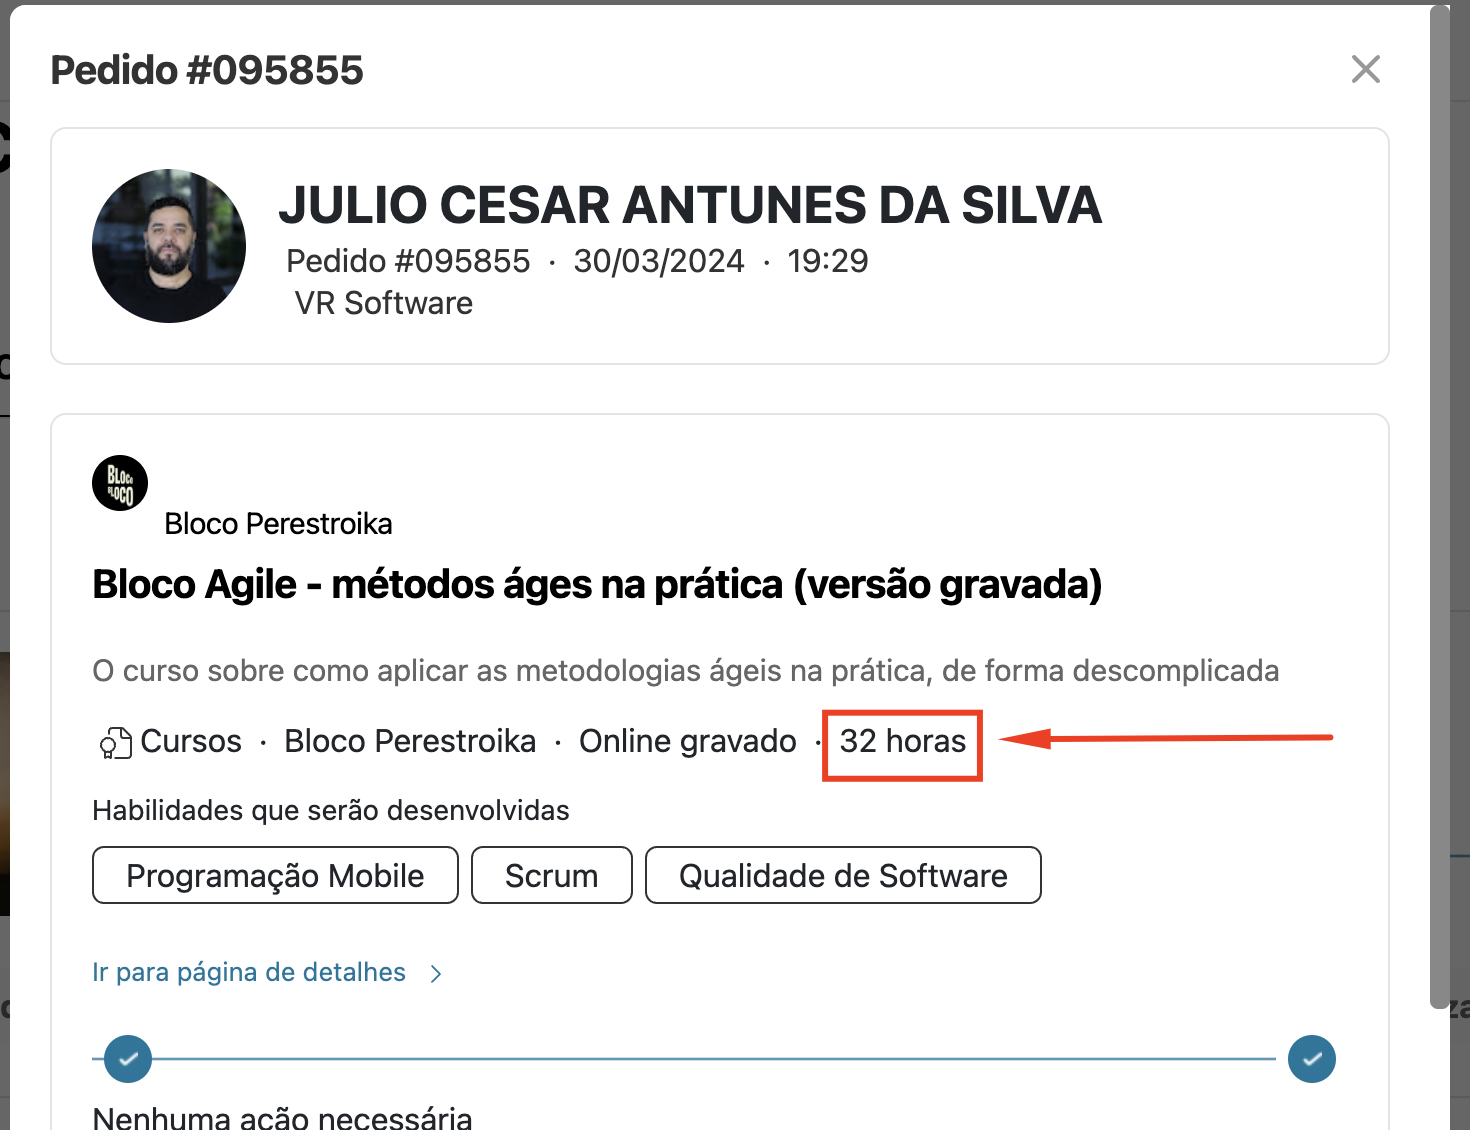 Pedido #095855
JULIO CESAR ANTUNES DA SILVA
Pedido #095855 · 30/03/2024 · 19:29
VR Software
BLOCO
BLOCO
Bloco Perestroika
Bloco Agile - métodos áges na prática (versão gravada)
O curso sobre como aplicar as metodologias ágeis na prática, de forma descomplicada
Cursos · Bloco Perestroika · Online gravado · 32 horas
Habilidades que serão desenvolvidas
Programação Mobile Scrum Qualidade de Software
Ir para página de detalhes
Nenhuma ação necessária